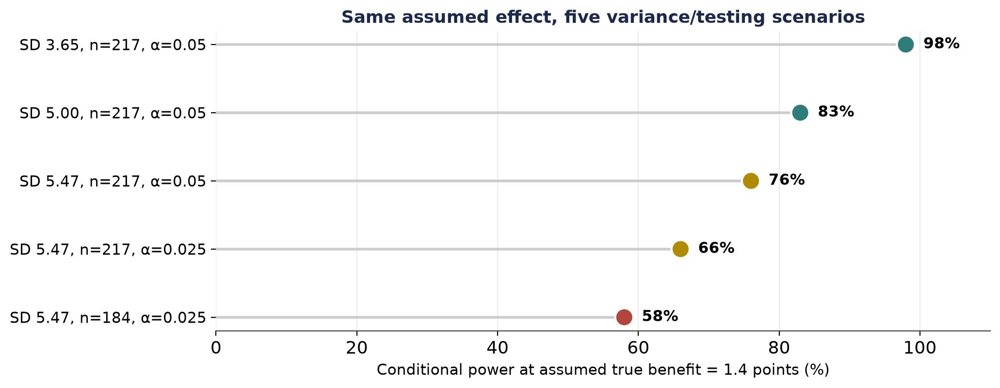 Same assumed effect, five variance/testing scenarios
SD 3.65, n=217, α=0.05
98%
SD 5.00, n=217, α=0.05
83%
SD 5.47, n=217, α=0.05
76%
SD 5.47, n=217, α=0.025
66%
SD 5.47, n=184, α=0.025
58%
0 20 40 60 80 100
Conditional power at assumed true benefit = 1.4 points (%)